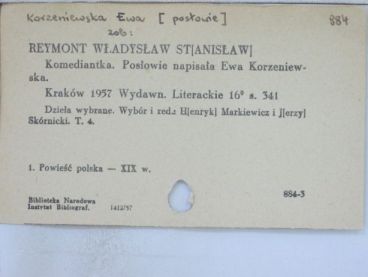 Korzeniewska Ewa [posłowie] 884
zob:
REYMONT WŁADYSŁAW ST[ANISŁAW]
Komediantka. Posłowie napisała Ewa Korzeniew-
ska.
Kraków 1957 Wydawn. Literackie 16° s. 341
Dzieła wybrane. Wybór i red.: H[enryk] Markiewicz i J[erzy]
Skórnicki. T. 4.
1. Powieść polska — XIX w.
884-3
Biblioteka Narodowa
Instytut Bibliograf. 1412/57